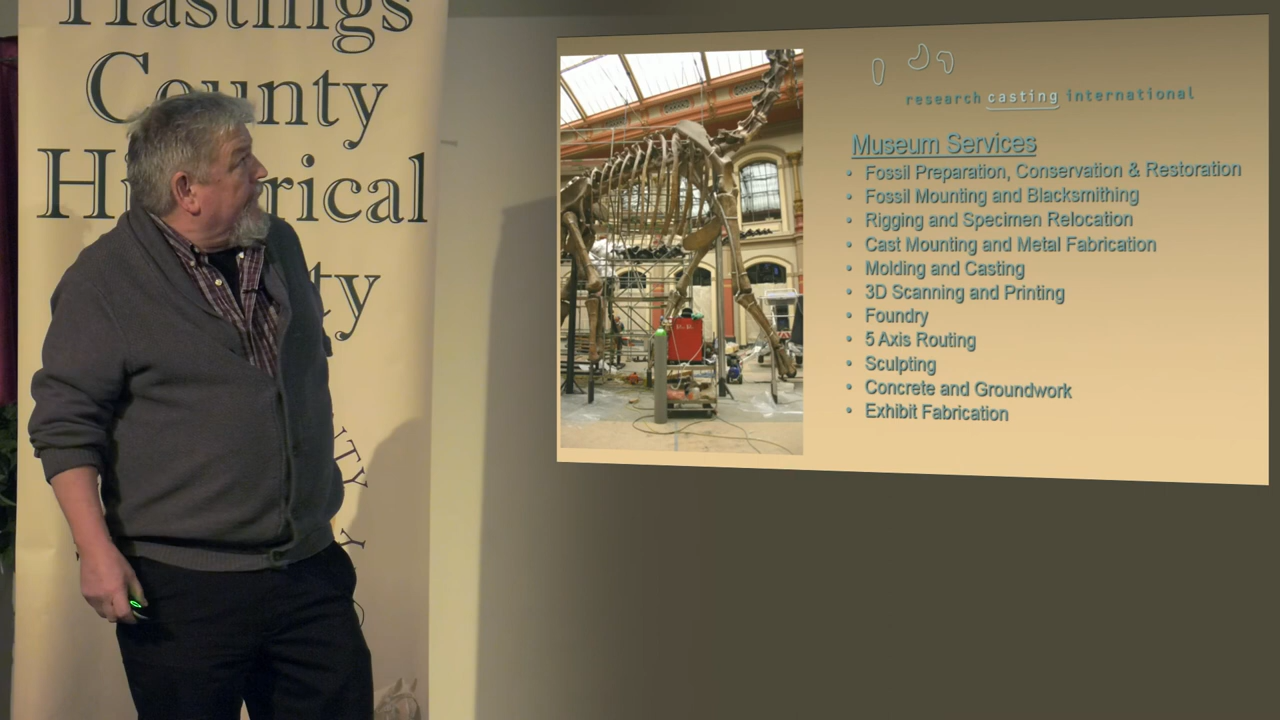 Hastings
County
Historical
ty
ITY
Y
research casting international
Museum Services
• Fossil Preparation, Conservation & Restoration
• Fossil Mounting and Blacksmithing
• Rigging and Specimen Relocation
• Cast Mounting and Metal Fabrication
• Molding and Casting
• 3D Scanning and Printing
• Foundry
• 5 Axis Routing
• Sculpting
• Concrete and Groundwork
• Exhibit Fabrication